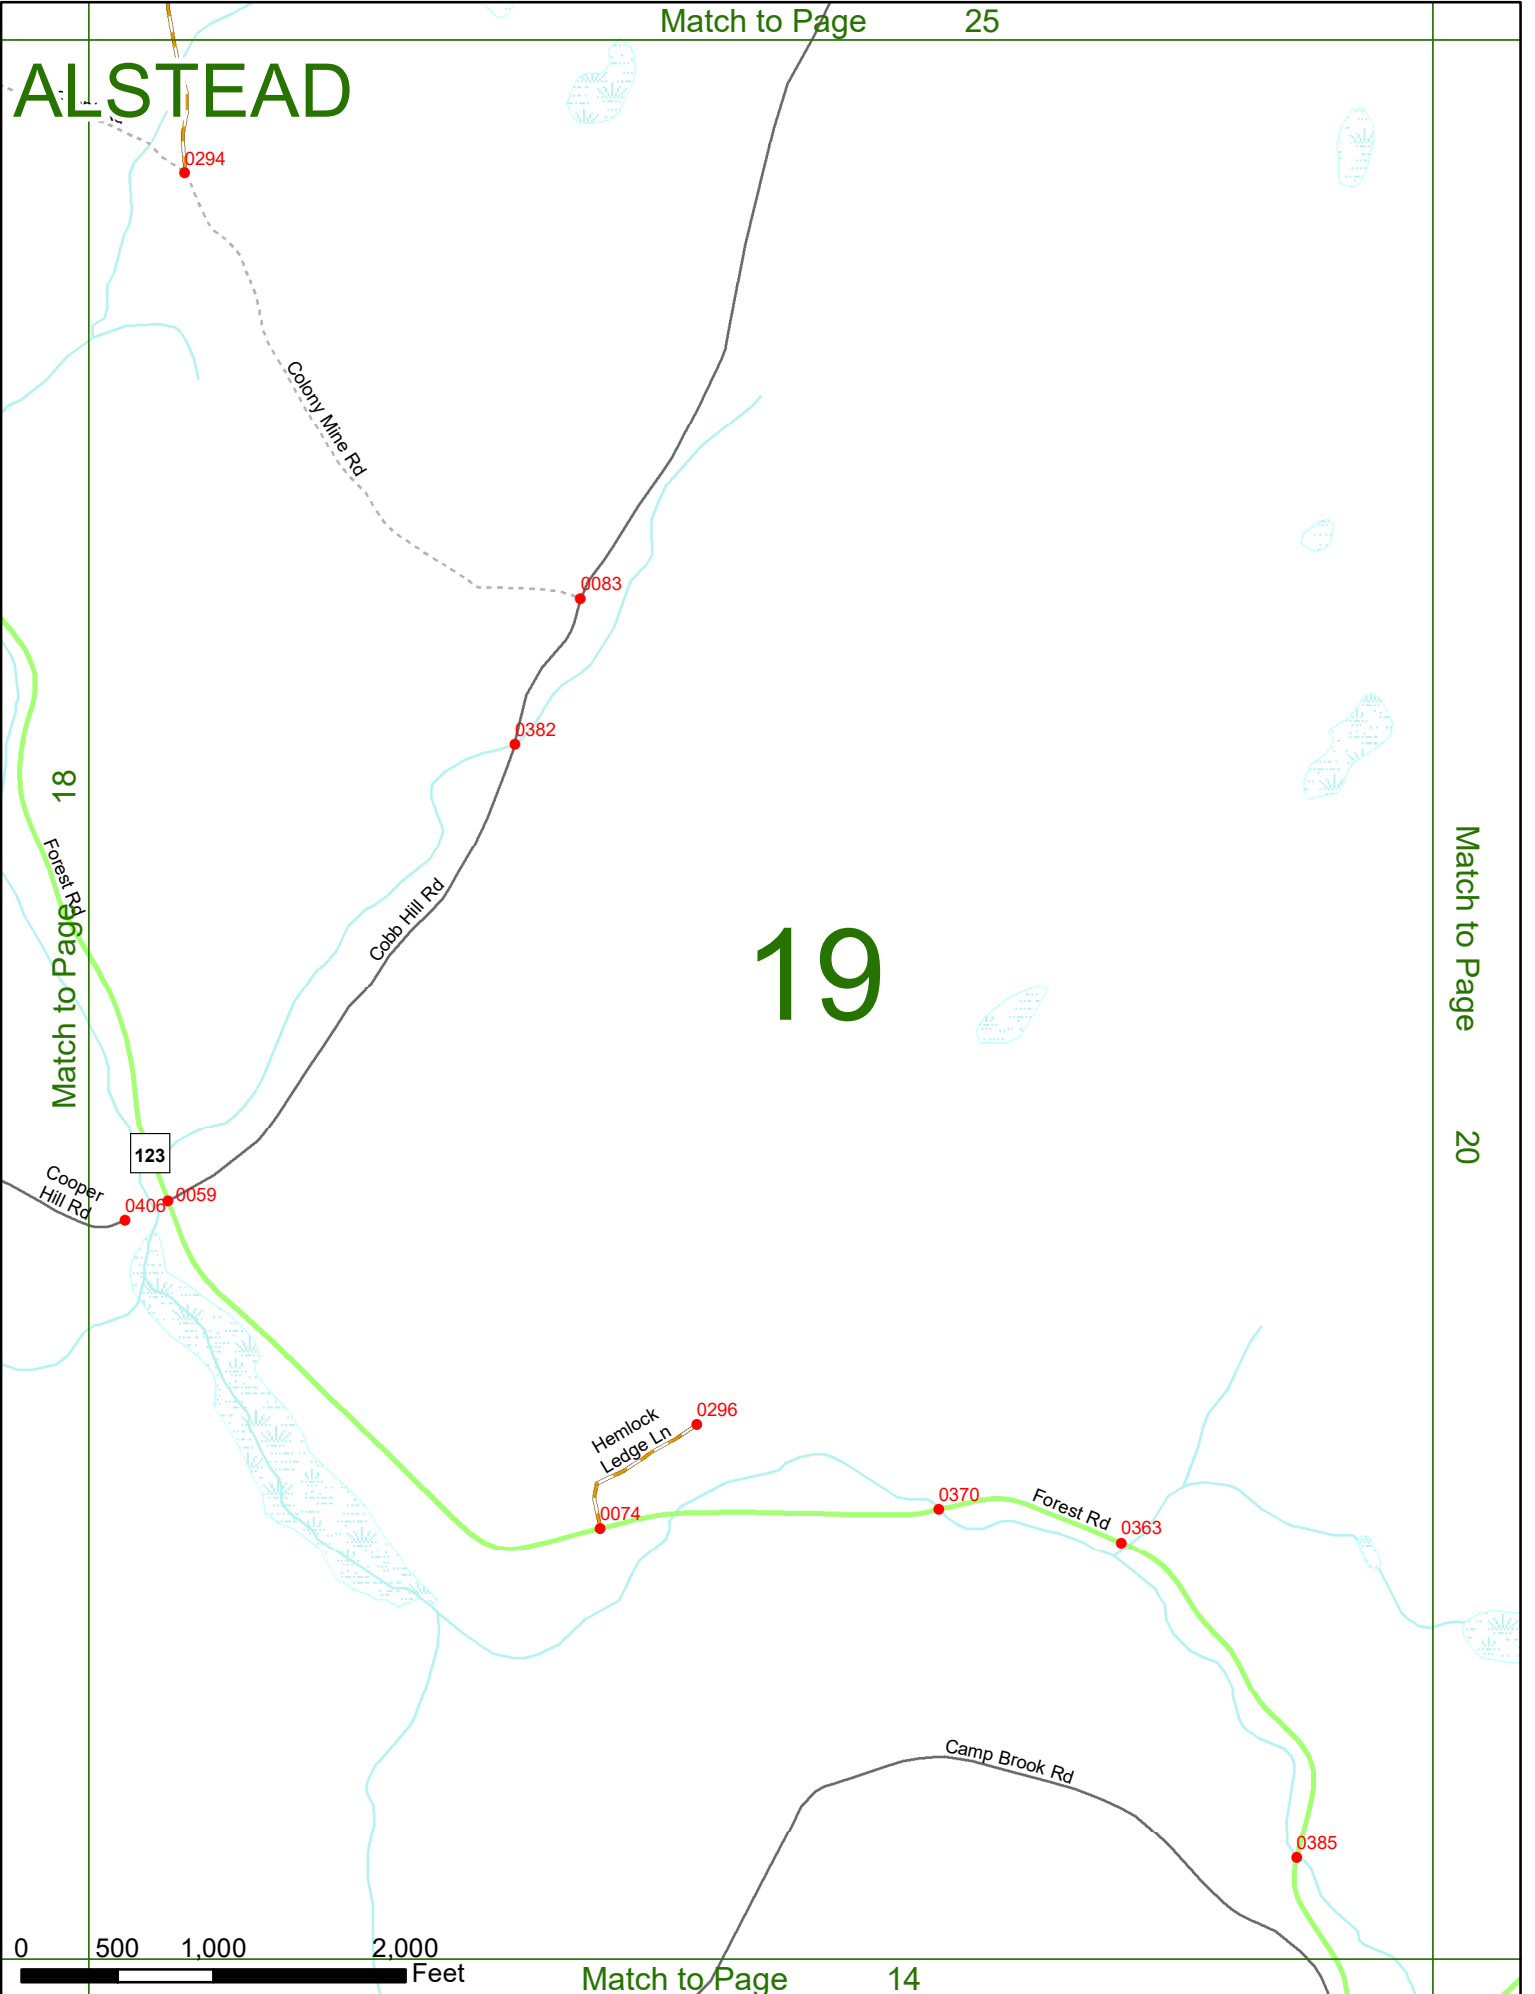 Match to Page 25
ALSTEAD
0294
Colony Mine Rd
0083
0382
18
Match to Page
Forest Rd
Cobb Hill Rd
19
Match to Page
20
123
Cooper
Hill Rd
0406
0059
Hemlock
Ledge Ln
0296
0074
0370
Forest Rd
0363
Camp Brook Rd
0385
0 500 1,000 2,000
Feet
Match to Page 14